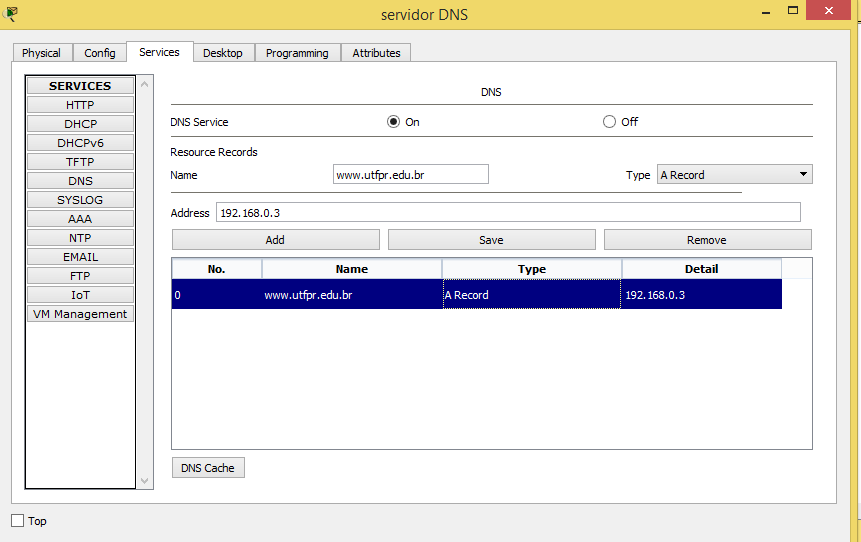 servidor DNS
Physical Config Services Desktop Programming Attributes
SERVICES
HTTP
DHCP
DHCPv6
TFTP
DNS
SYSLOG
AAA
NTP
EMAIL
FTP
IoT
VM Management
DNS
DNS Service On Off
Resource Records
Name www.utfpr.edu.br Type A Record
Address 192.168.0.3
Add Save Remove
No. Name Type Detail
0 www.utfpr.edu.br A Record 192.168.0.3
DNS Cache
Top